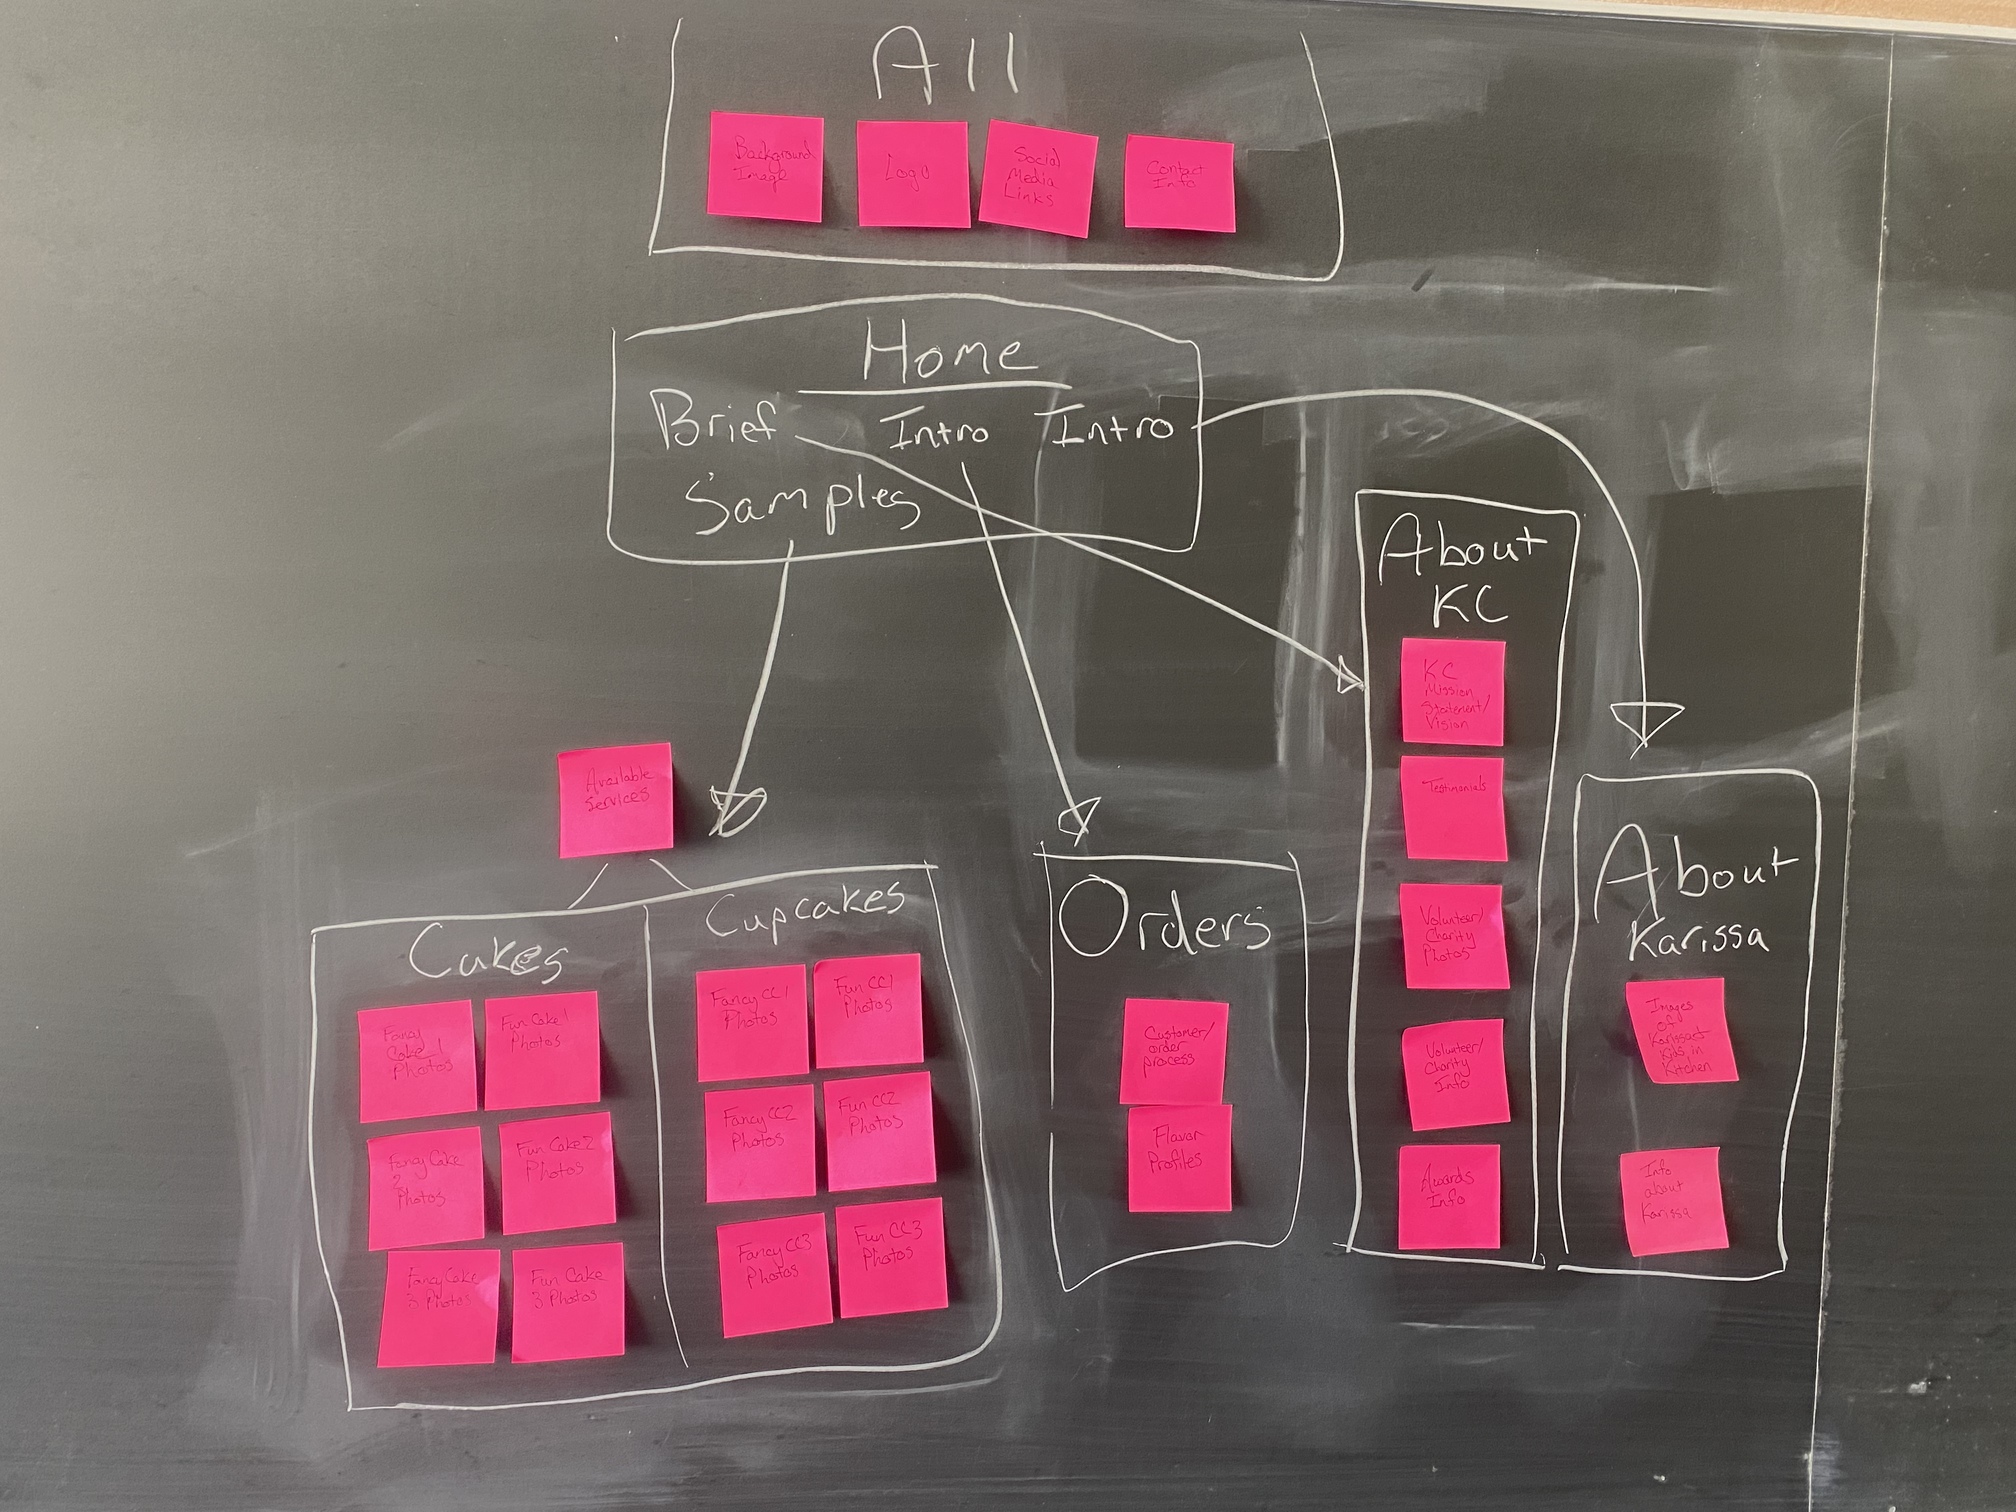 All
Background
Image
Logo
Social
Media
Links
Contact
Info
Home
Brief Intro Intro
Samples
About
KC
KC
Mission
Statement/
Vision
Testimonials
Volunteer/
Charity
Photos
Volunteer/
Charity
Info
Awards
Info
Available
Services
Cakes
Fancy
Cake 1
Photos
Fun Cake 1
Photos
Fancy Cake
2
Photos
Fun Cake 2
Photos
Fancy Cake
3 Photos
Fun Cake
3 Photos
Cupcakes
Fancy CC1
Photos
Fun CC1
Photos
Fancy CC2
Photos
Fun CC2
Photos
Fancy CC3
Photos
Fun CC3
Photos
Orders
Customer/
order
process
Flavor
Profiles
About
Karissa
Images
of
Kids in
Kitchen
Info
about
Karissa